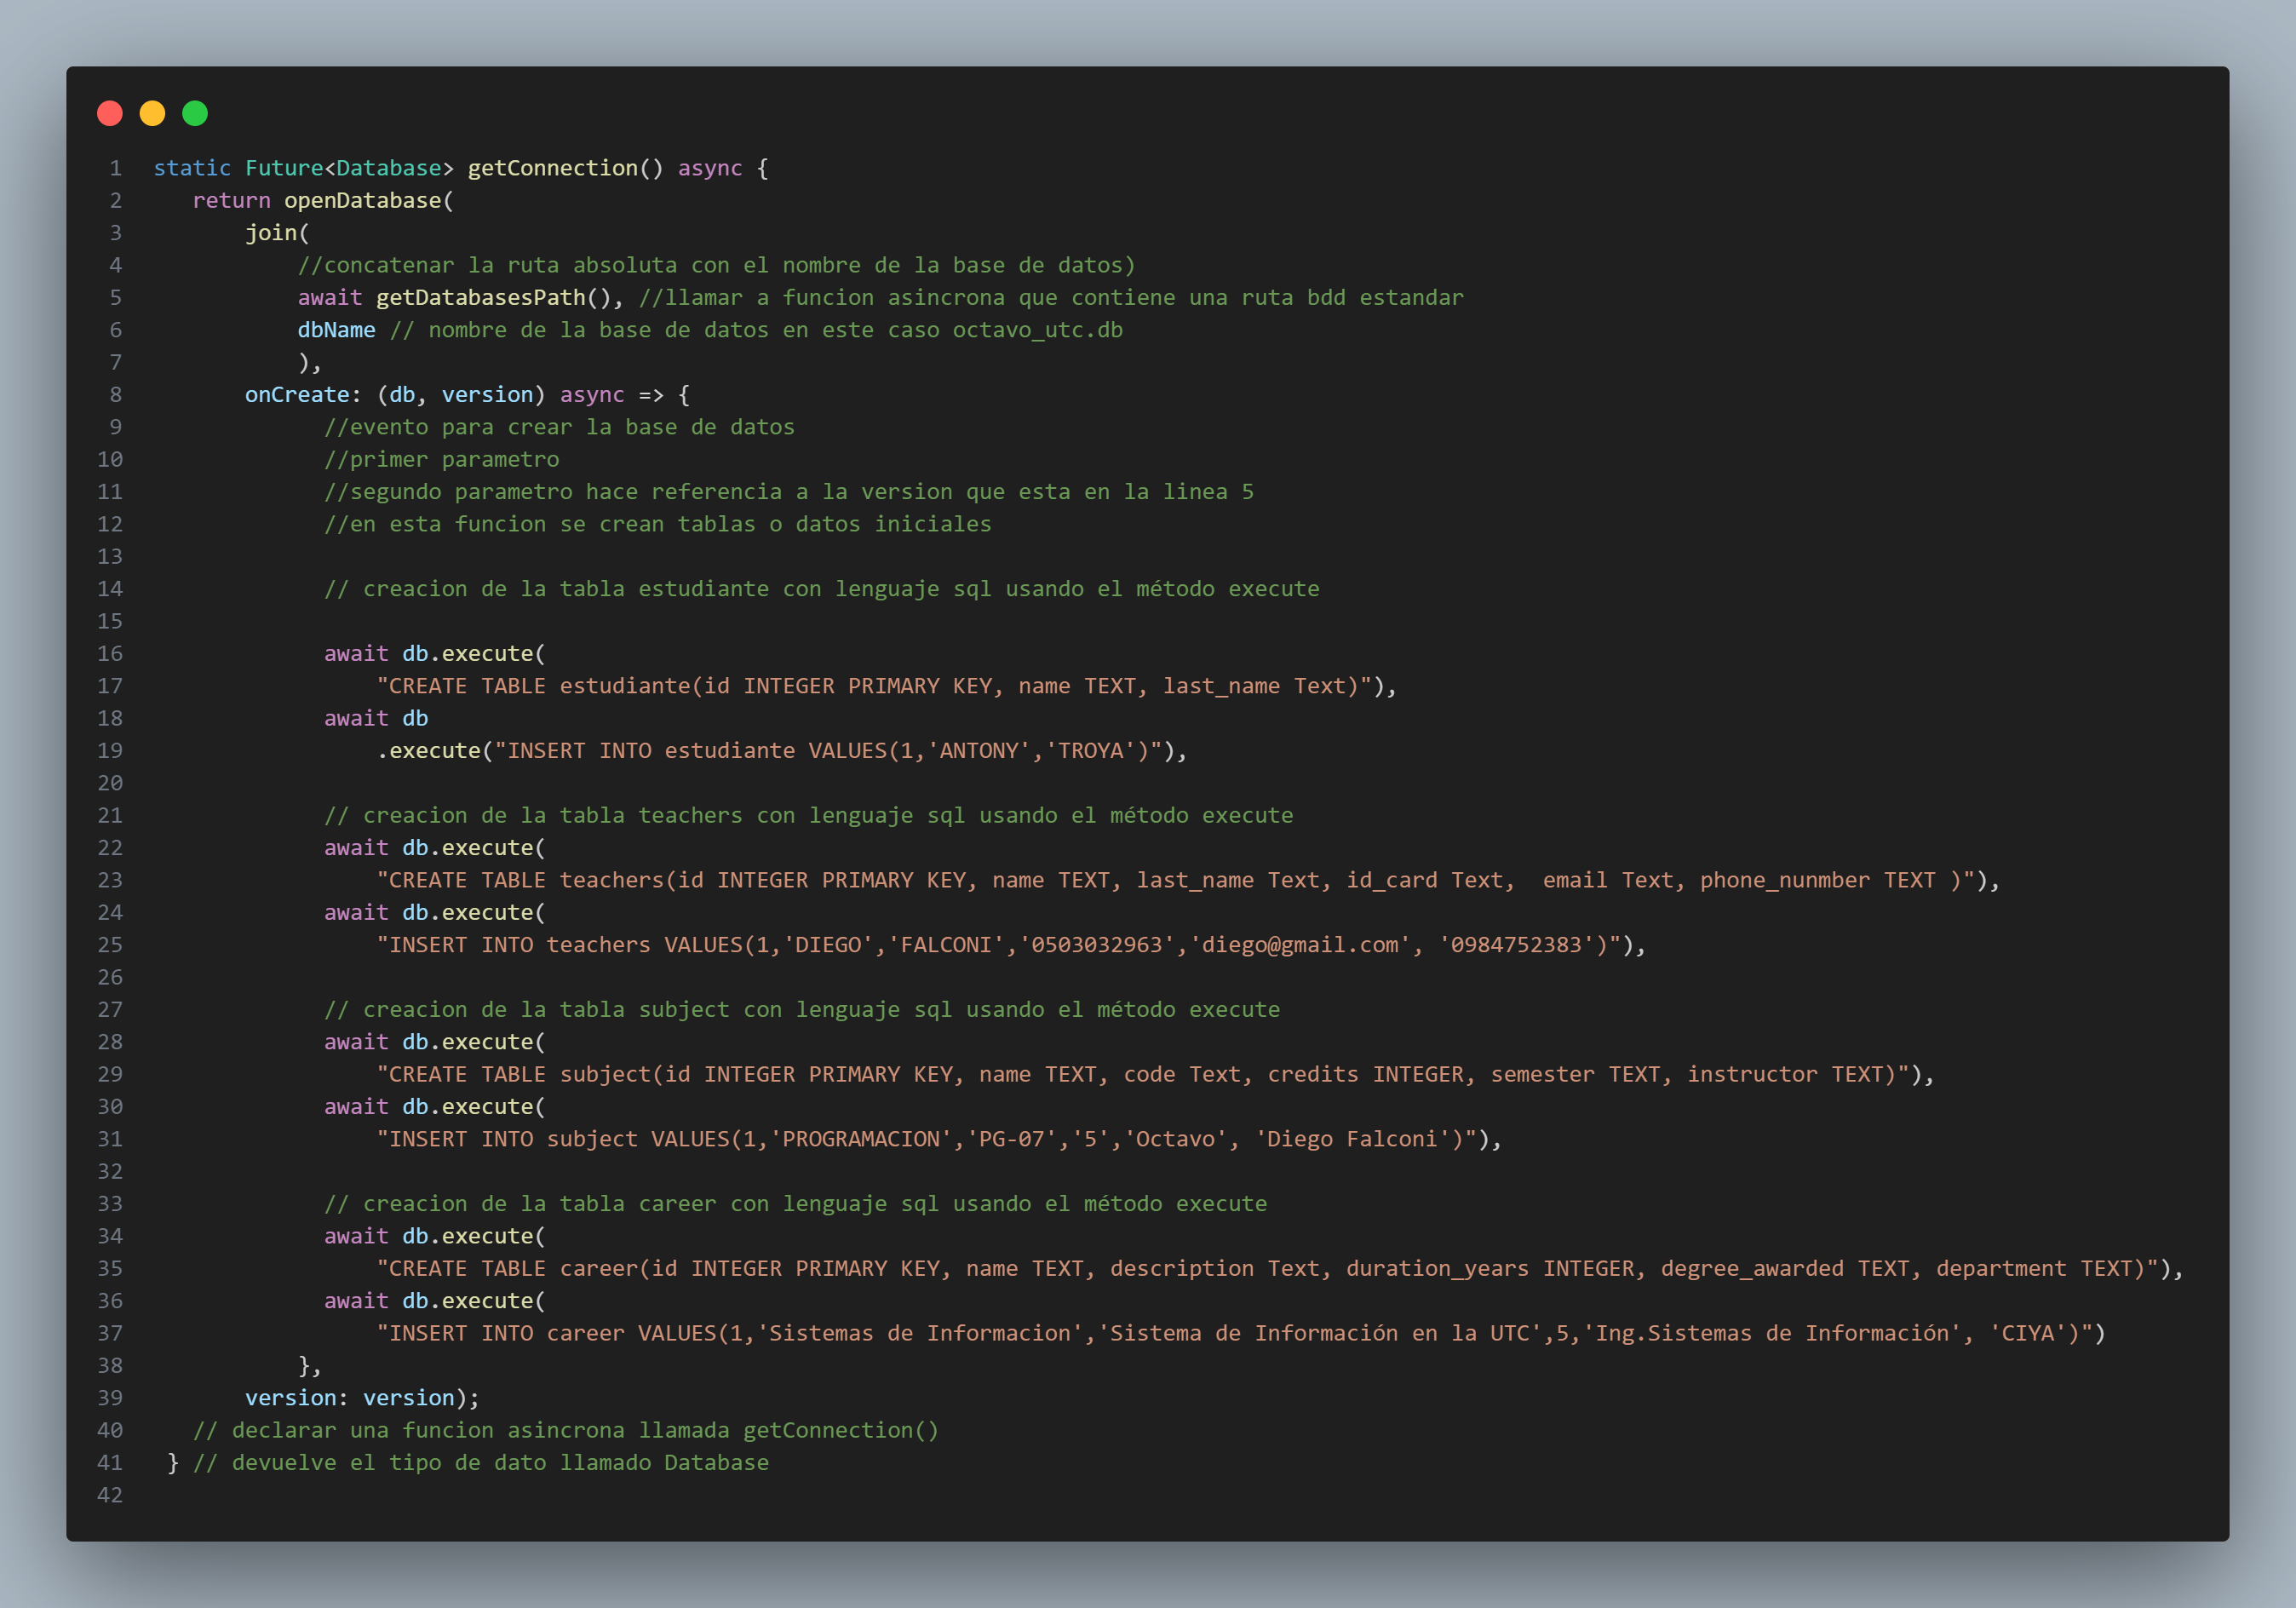 1 static Future<Database> getConnection() async {
2 return openDatabase(
3 join(
4 //concatenar la ruta absoluta con el nombre de la base de datos)
5 await getDatabasesPath(), //llamar a funcion asincrona que contiene una ruta bdd estandar
6 dbName // nombre de la base de datos en este caso octavo_utc.db
7 ),
8 onCreate: (db, version) async => {
9 //evento para crear la base de datos
10 //primer parametro
11 //segundo parametro hace referencia a la version que esta en la linea 5
12 //en esta funcion se crean tablas o datos iniciales
13
14 // creacion de la tabla estudiante con lenguaje sql usando el método execute
15
16 await db.execute(
17 "CREATE TABLE estudiante(id INTEGER PRIMARY KEY, name TEXT, last_name Text)"),
18 await db
19 .execute("INSERT INTO estudiante VALUES(1,'ANTONY','TROYA')"),
20
21 // creacion de la tabla teachers con lenguaje sql usando el método execute
22 await db.execute(
23 "CREATE TABLE teachers(id INTEGER PRIMARY KEY, name TEXT, last_name Text, id_card Text,  email Text, phone_nunmber TEXT )"),
24 await db.execute(
25 "INSERT INTO teachers VALUES(1,'DIEGO','FALCONI','0503032963','diego@gmail.com', '0984752383')"),
26
27 // creacion de la tabla subject con lenguaje sql usando el método execute
28 await db.execute(
29 "CREATE TABLE subject(id INTEGER PRIMARY KEY, name TEXT, code Text, credits INTEGER, semester TEXT, instructor TEXT)"),
30 await db.execute(
31 "INSERT INTO subject VALUES(1,'PROGRAMACION','PG-07','5','Octavo', 'Diego Falconi')"),
32
33 // creacion de la tabla career con lenguaje sql usando el método execute
34 await db.execute(
35 "CREATE TABLE career(id INTEGER PRIMARY KEY, name TEXT, description Text, duration_years INTEGER, degree_awarded TEXT, department TEXT)"),
36 await db.execute(
37 "INSERT INTO career VALUES(1,'Sistemas de Informacion','Sistema de Información en la UTC',5,'Ing.Sistemas de Información', 'CIYA')")
38 },
39 version: version);
40 // declarar una funcion asincrona llamada getConnection()
41 } // devuelve el tipo de dato llamado Database
42